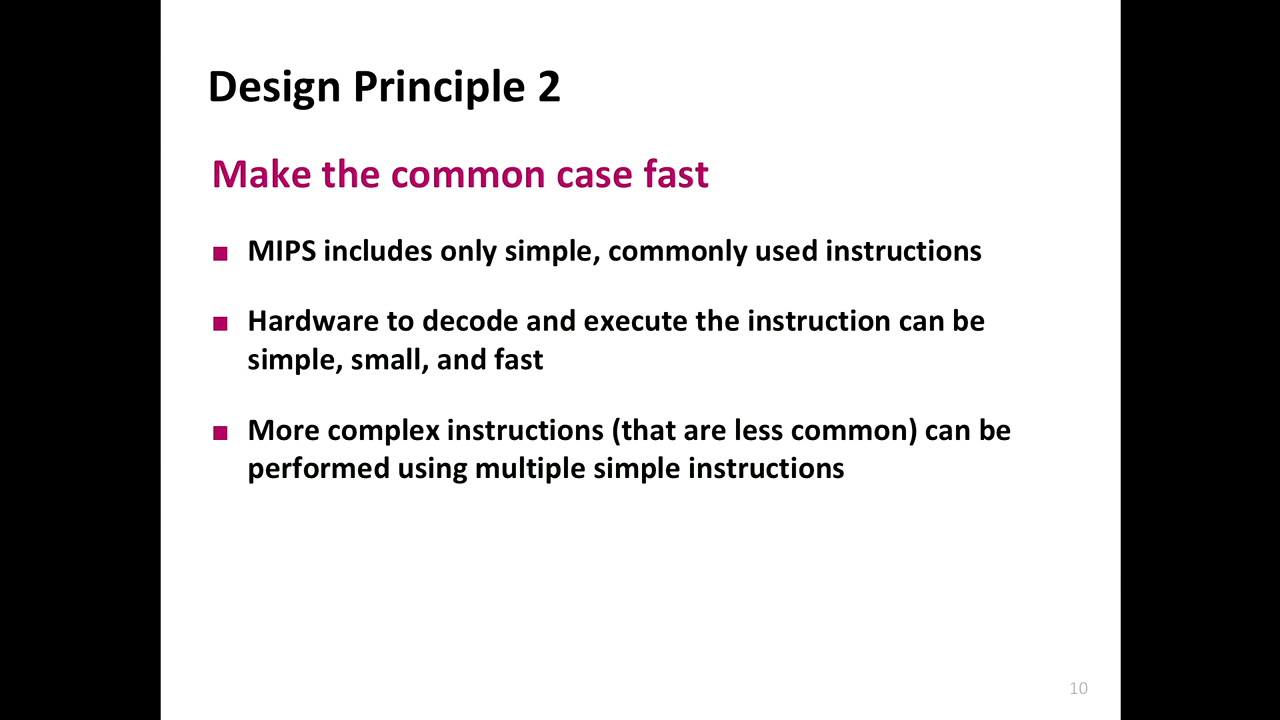 Design Principle 2
Make the common case fast
■ MIPS includes only simple, commonly used instructions
■ Hardware to decode and execute the instruction can be
simple, small, and fast
■ More complex instructions (that are less common) can be
performed using multiple simple instructions
10